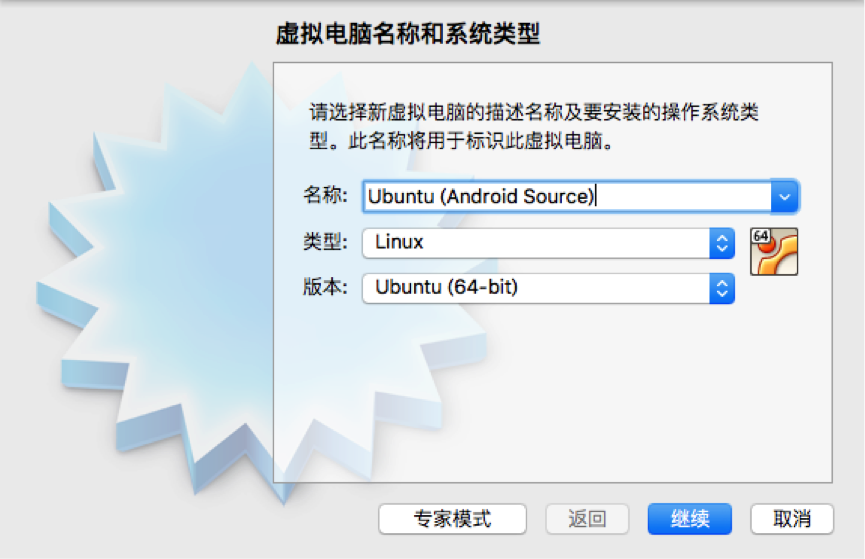 虚拟电脑名称和系统类型
请选择新虚拟电脑的描述名称及要安装的操作系统类
型。此名称将用于标识此虚拟电脑。
名称: Ubuntu (Android Source)
类型: Linux
64
版本: Ubuntu (64-bit)
专家模式 返回 继续 取消